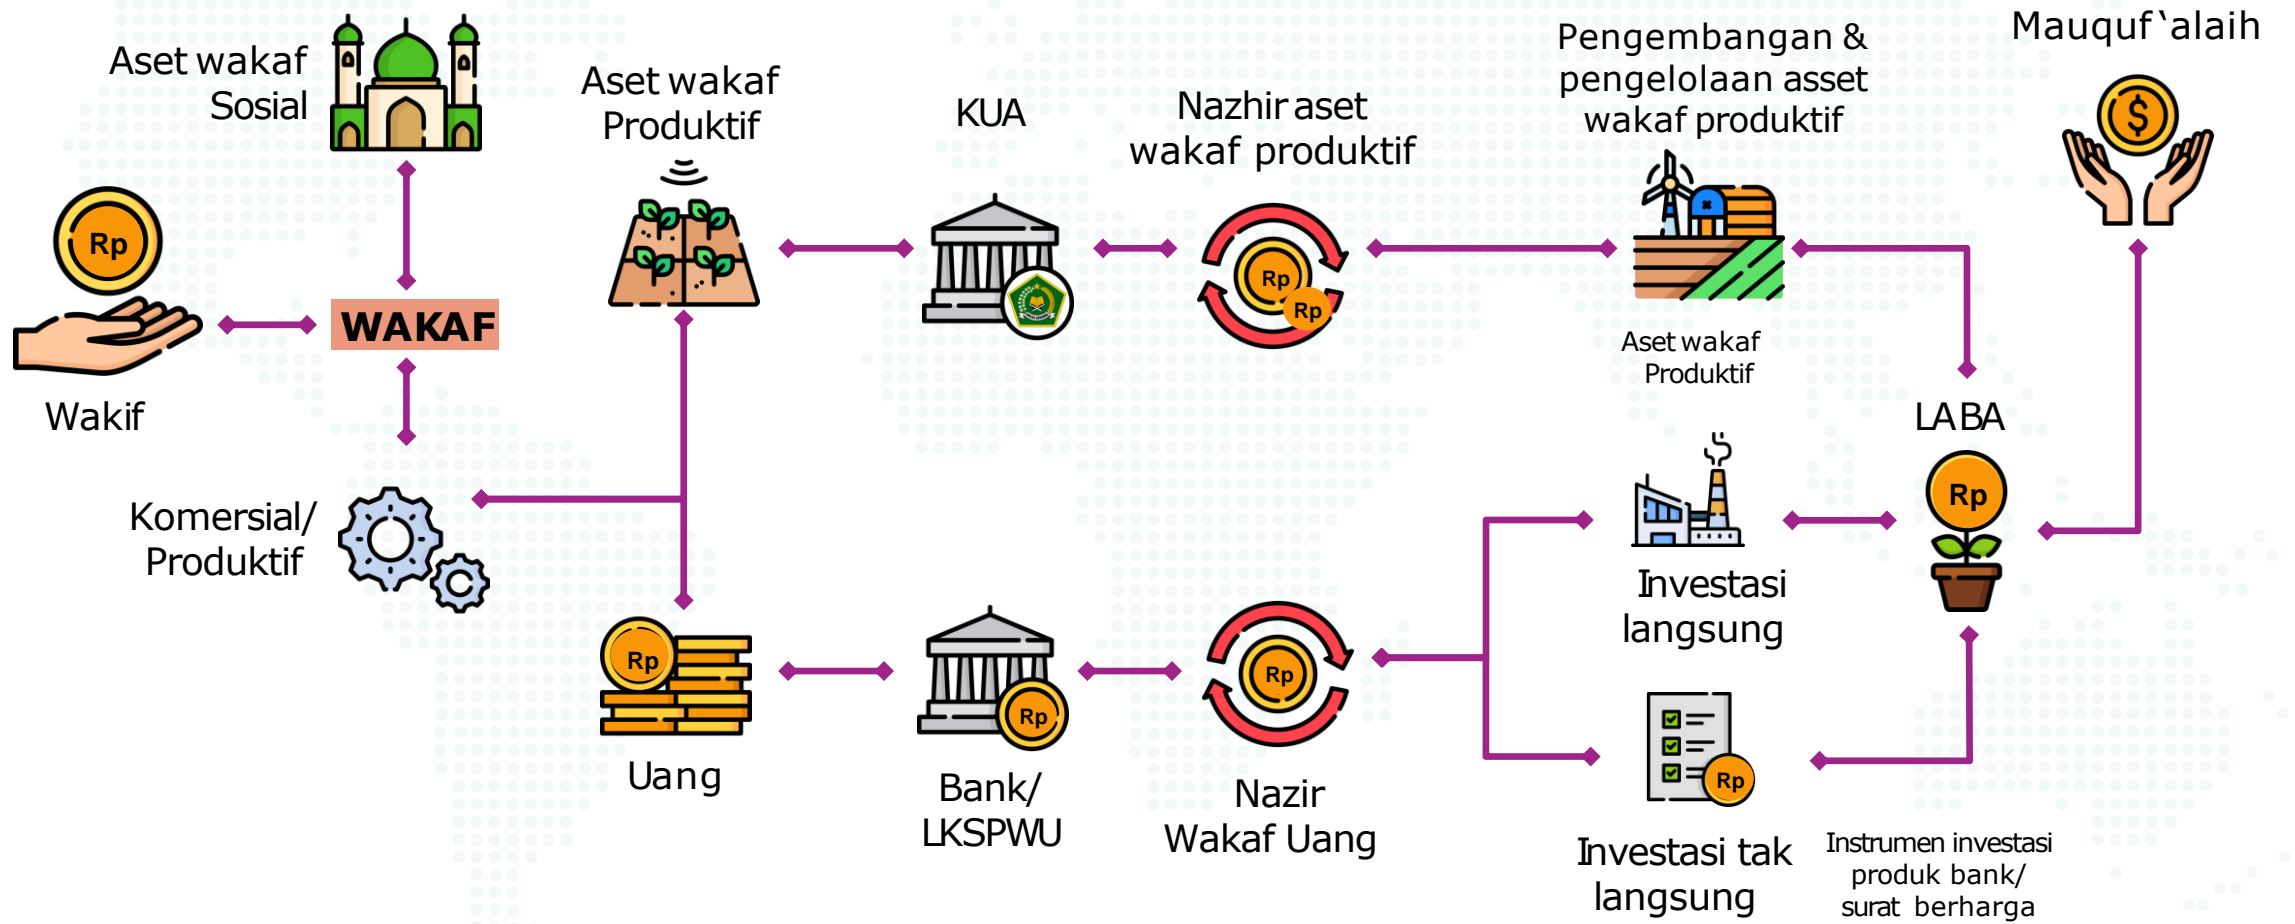 Aset wakaf
Sosial
Rp
Wakif
WAKAF
Komersial/
Produktif
Aset wakaf
Produktif
Rp
Uang
KUA
Rp
Bank/
LKSPWU
Nazhir aset
wakaf produktif
Rp
Rp
Rp
Nazir
Wakaf Uang
Pengembangan &
pengelolaan asset
wakaf produktif
Aset wakaf
Produktif
Investasi
langsung
Rp
Investasi tak
langsung
Instrumen investasi
produk bank/
surat berharga
LABA
Rp
Mauquf‘alaih
$